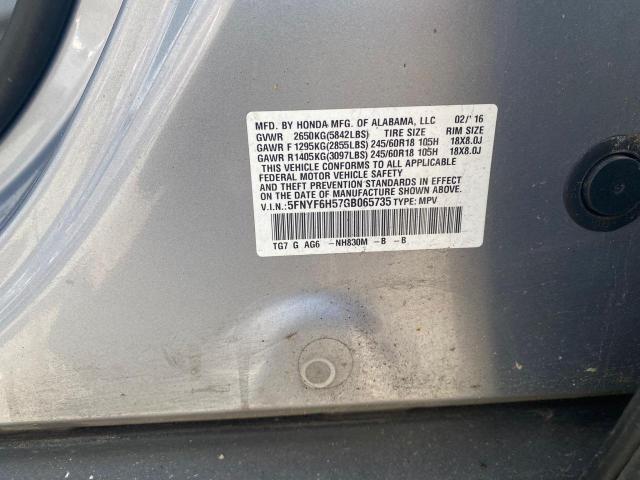 MFD. BY HONDA MFG. OF ALABAMA, LLC 02/'16
GVWR 2650KG(5842LBS) TIRE SIZE RIM SIZE
GAWR F 1295KG(2855LBS) 245/60R18 105H 18X8.0J
GAWR R1405KG(3097LBS) 245/60R18 105H 18X8.0J
THIS VEHICLE CONFORMS TO ALL APPLICABLE
FEDERAL MOTOR VEHICLE SAFETY
AND THEFT PREVENTION STANDARDS IN EFFECT
ON THE DATE OF MANUFACTURE SHOWN ABOVE.
V.I.N.: 5FNYF6H57GB065735 TYPE: MPV
TG7 G AG6 -NH830M -B -B